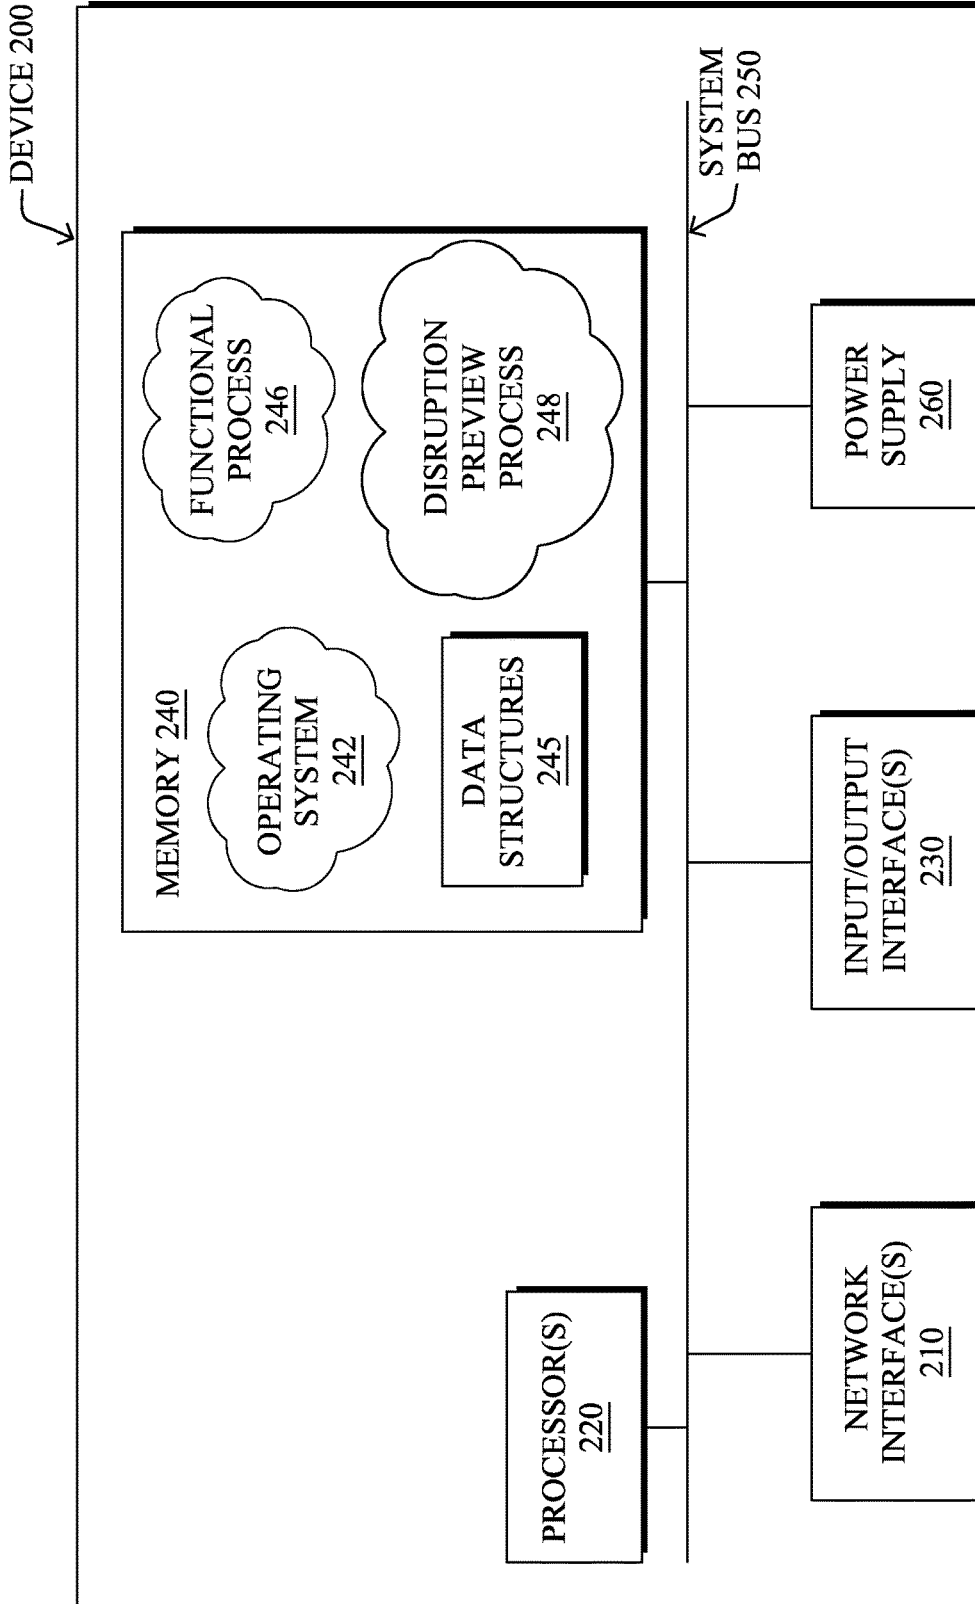 DEVICE 200
MEMORY 240
OPERATING
SYSTEM
242
FUNCTIONAL
PROCESS
246
DATA
STRUCTURES
245
DISRUPTION
PREVIEW
PROCESS
248
PROCESSOR(S)
220
SYSTEM
BUS 250
NETWORK
INTERFACE(S)
210
INPUT/OUTPUT
INTERFACE(S)
230
POWER
SUPPLY
260